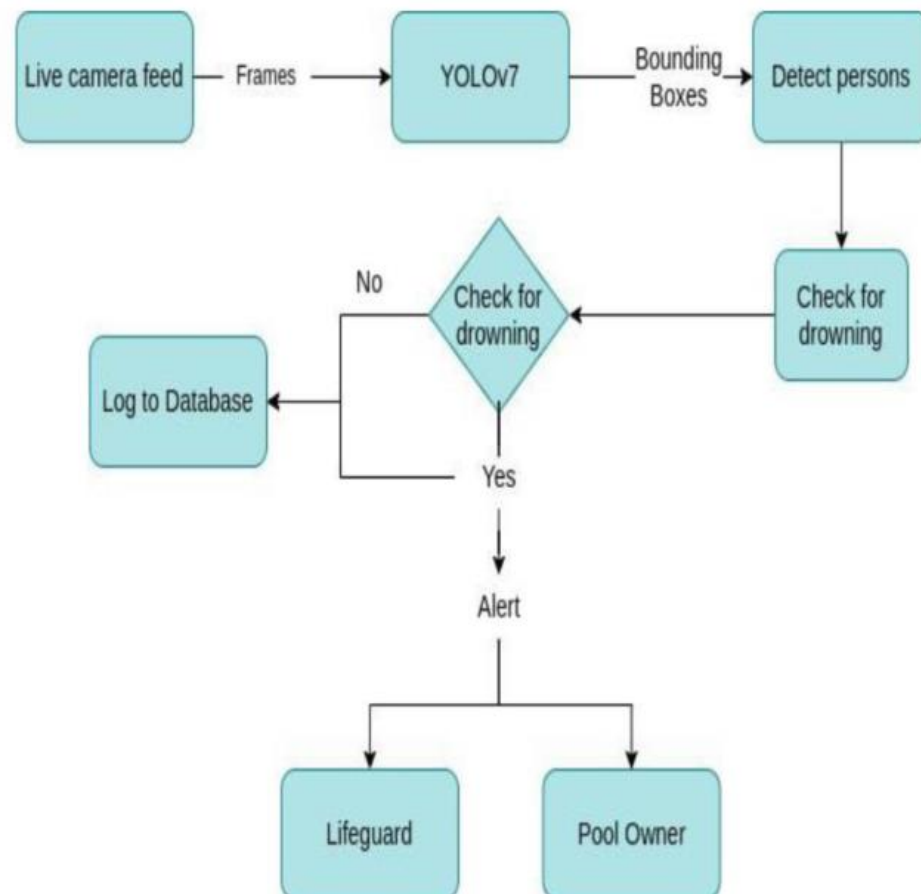 Live camera feed
Frames
YOLOv7
Bounding
Boxes
Detect persons
Check for
drowning
Check for
drowning
No
Log to Database
Yes
Alert
Lifeguard
Pool Owner